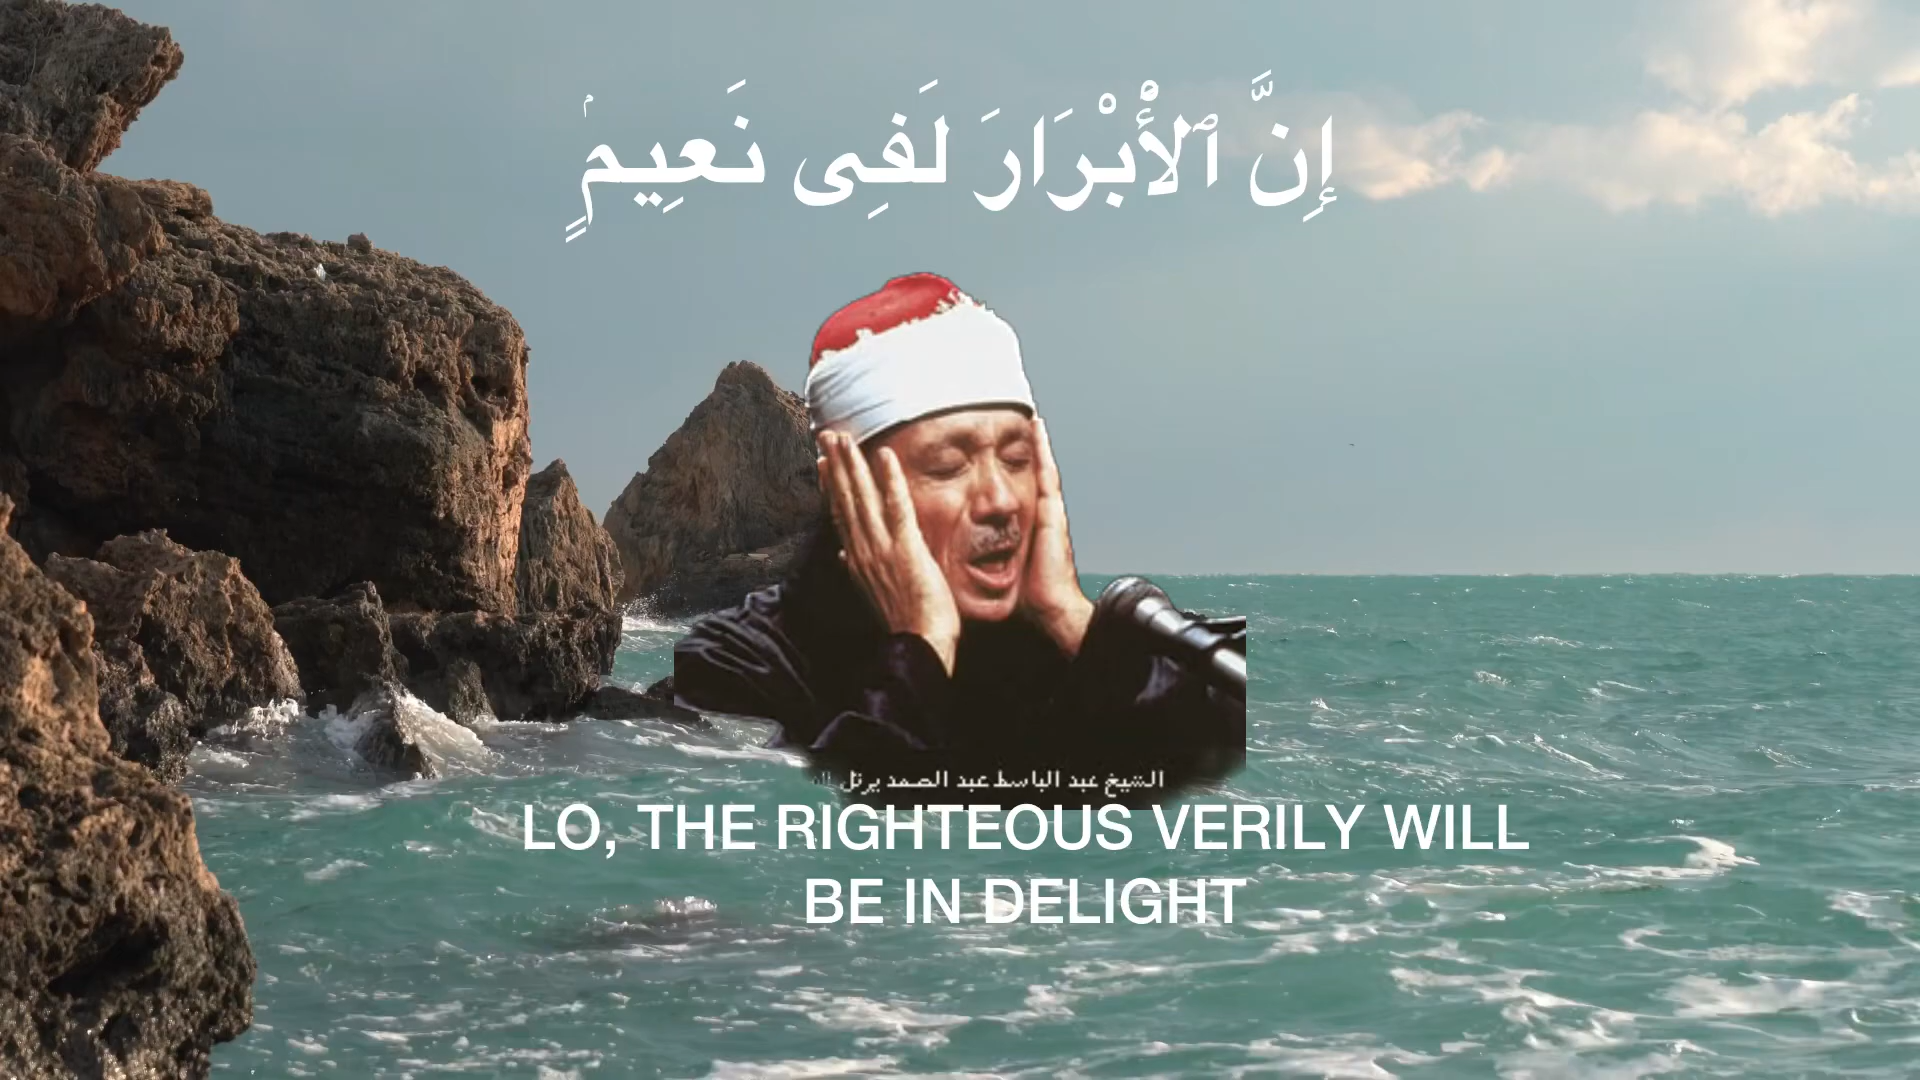 إِنَّ ٱلْأَبْرَارَ لَفِى نَعِيمٍۢ
الشيخ عبد الباسط عبد الصمد يرتل
LO, THE RIGHTEOUS VERILY WILL
BE IN DELIGHT